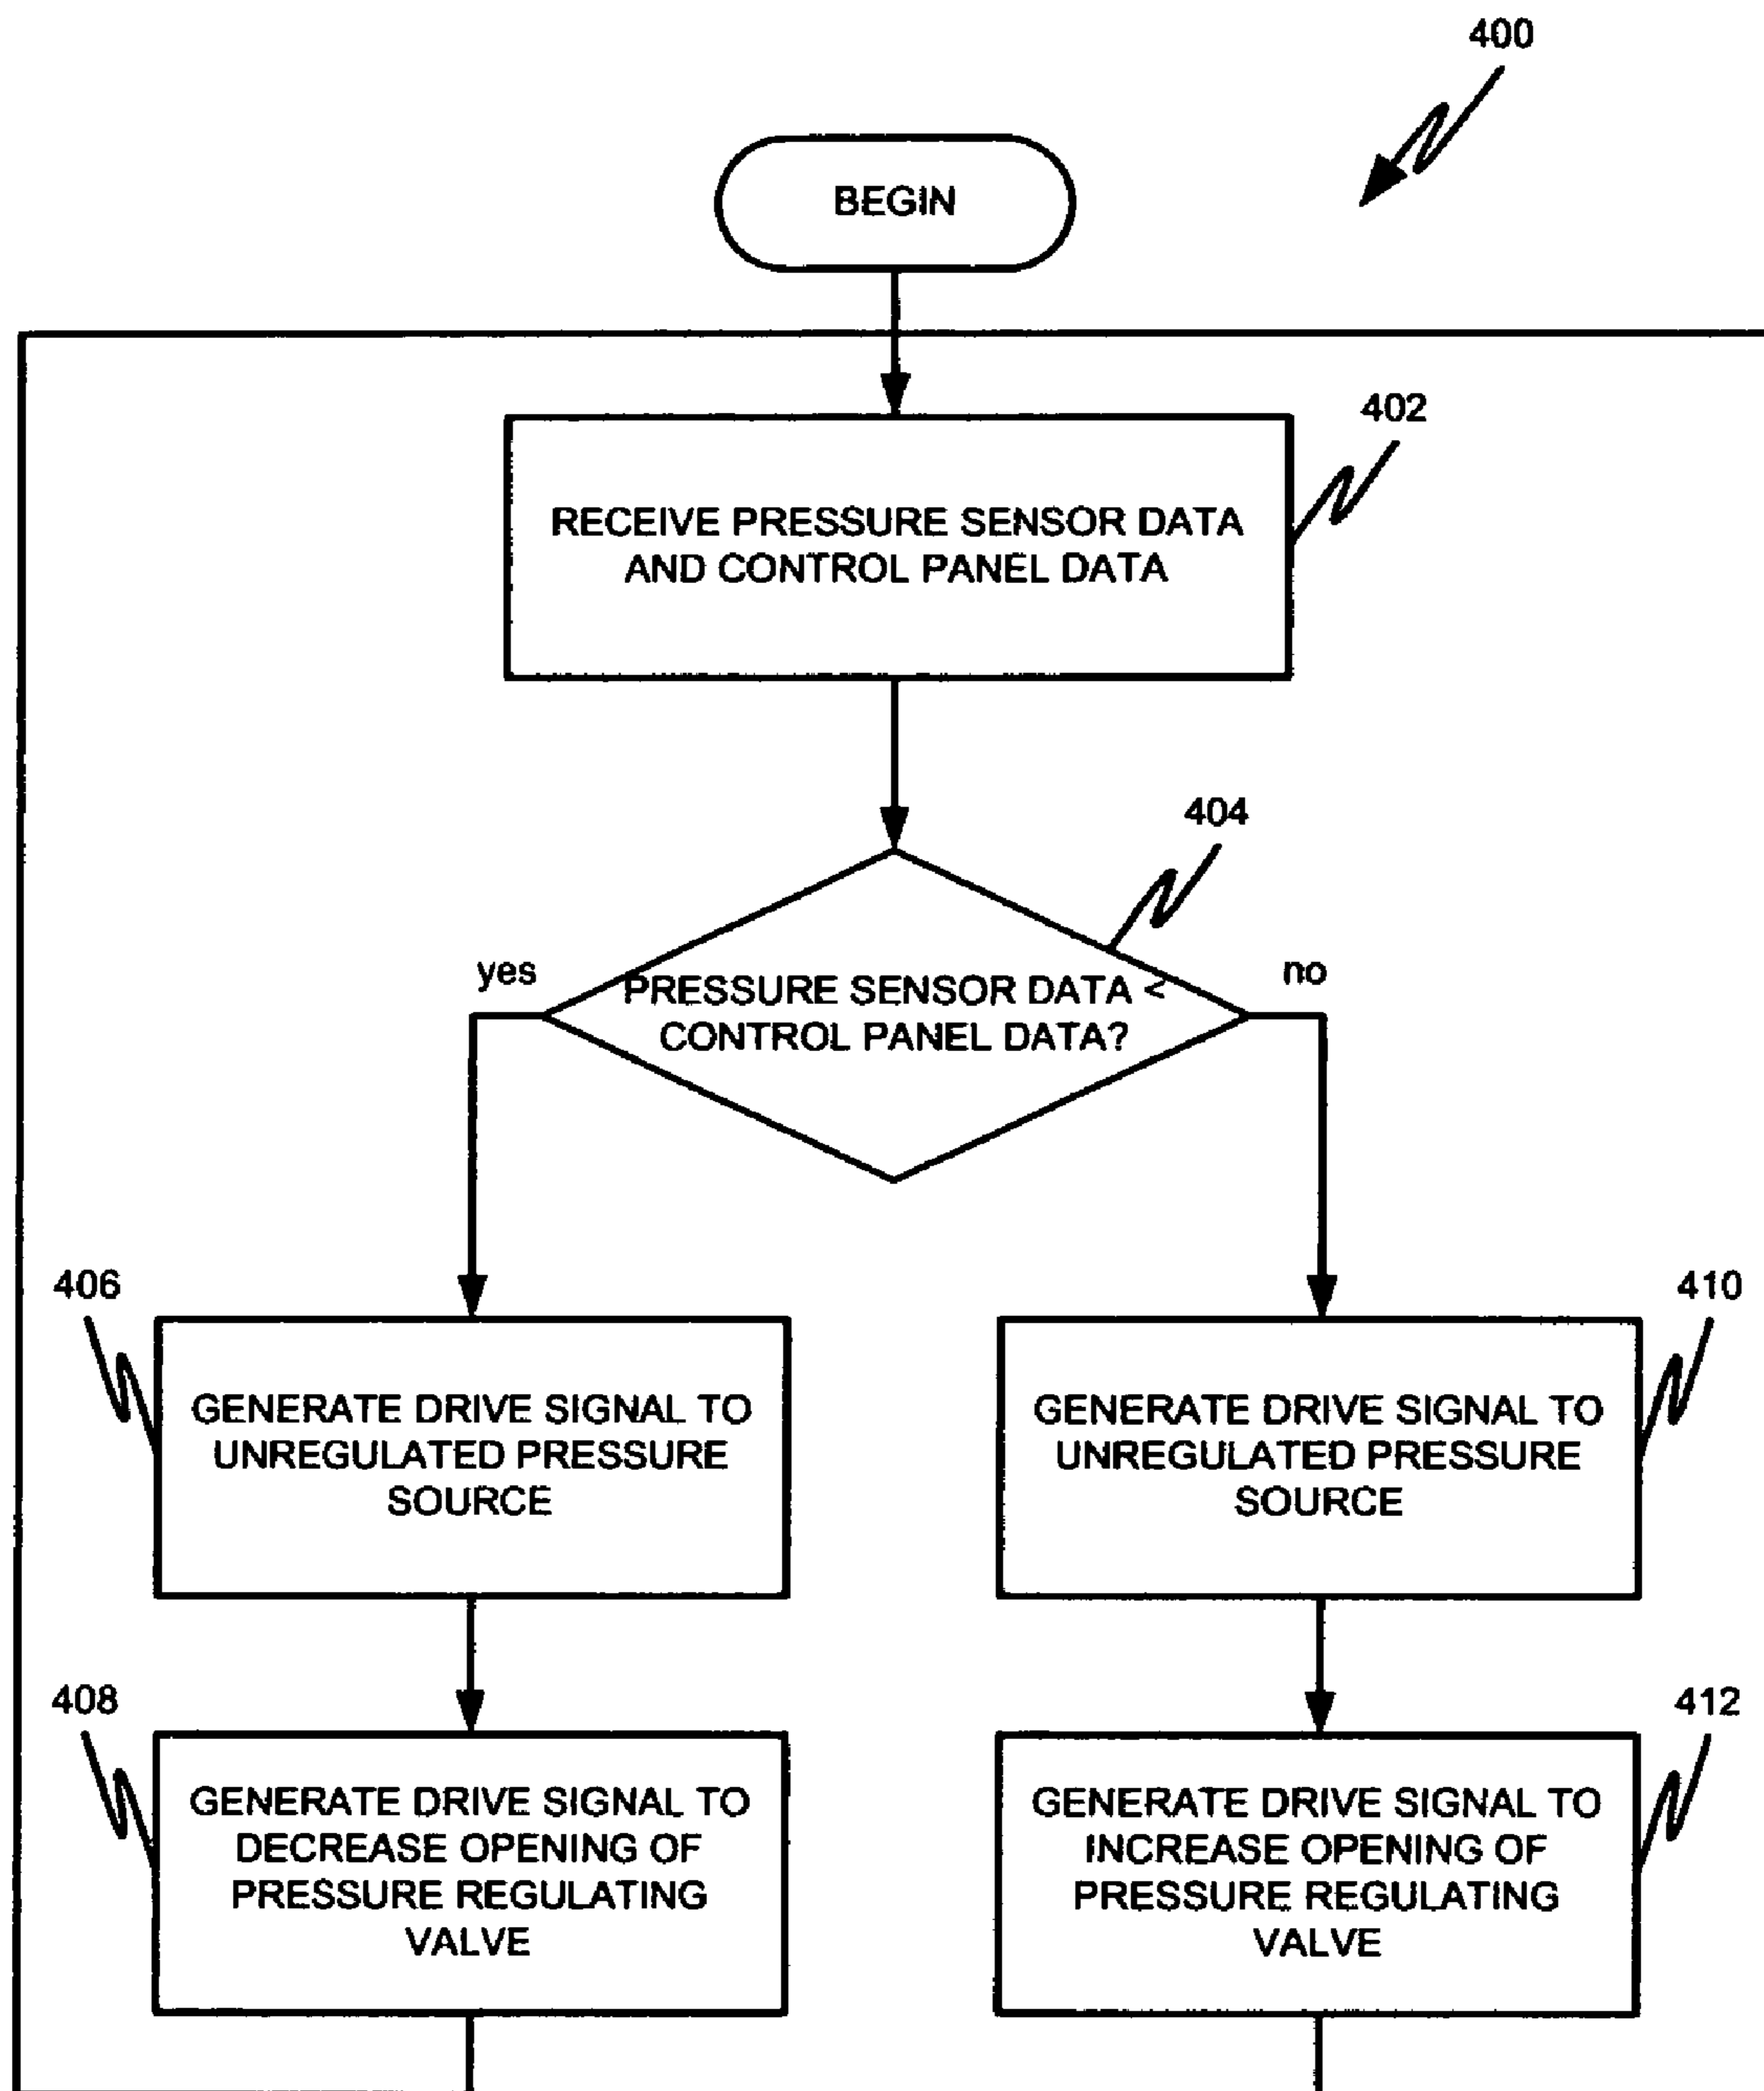 400
BEGIN
402
RECEIVE PRESSURE SENSOR DATA
AND CONTROL PANEL DATA
404
yes
no
PRESSURE SENSOR DATA <
CONTROL PANEL DATA?
406
410
GENERATE DRIVE SIGNAL TO
UNREGULATED PRESSURE
SOURCE
GENERATE DRIVE SIGNAL TO
UNREGULATED PRESSURE
SOURCE
408
412
GENERATE DRIVE SIGNAL TO
DECREASE OPENING OF
PRESSURE REGULATING
VALVE
GENERATE DRIVE SIGNAL TO
INCREASE OPENING OF
PRESSURE REGULATING
VALVE